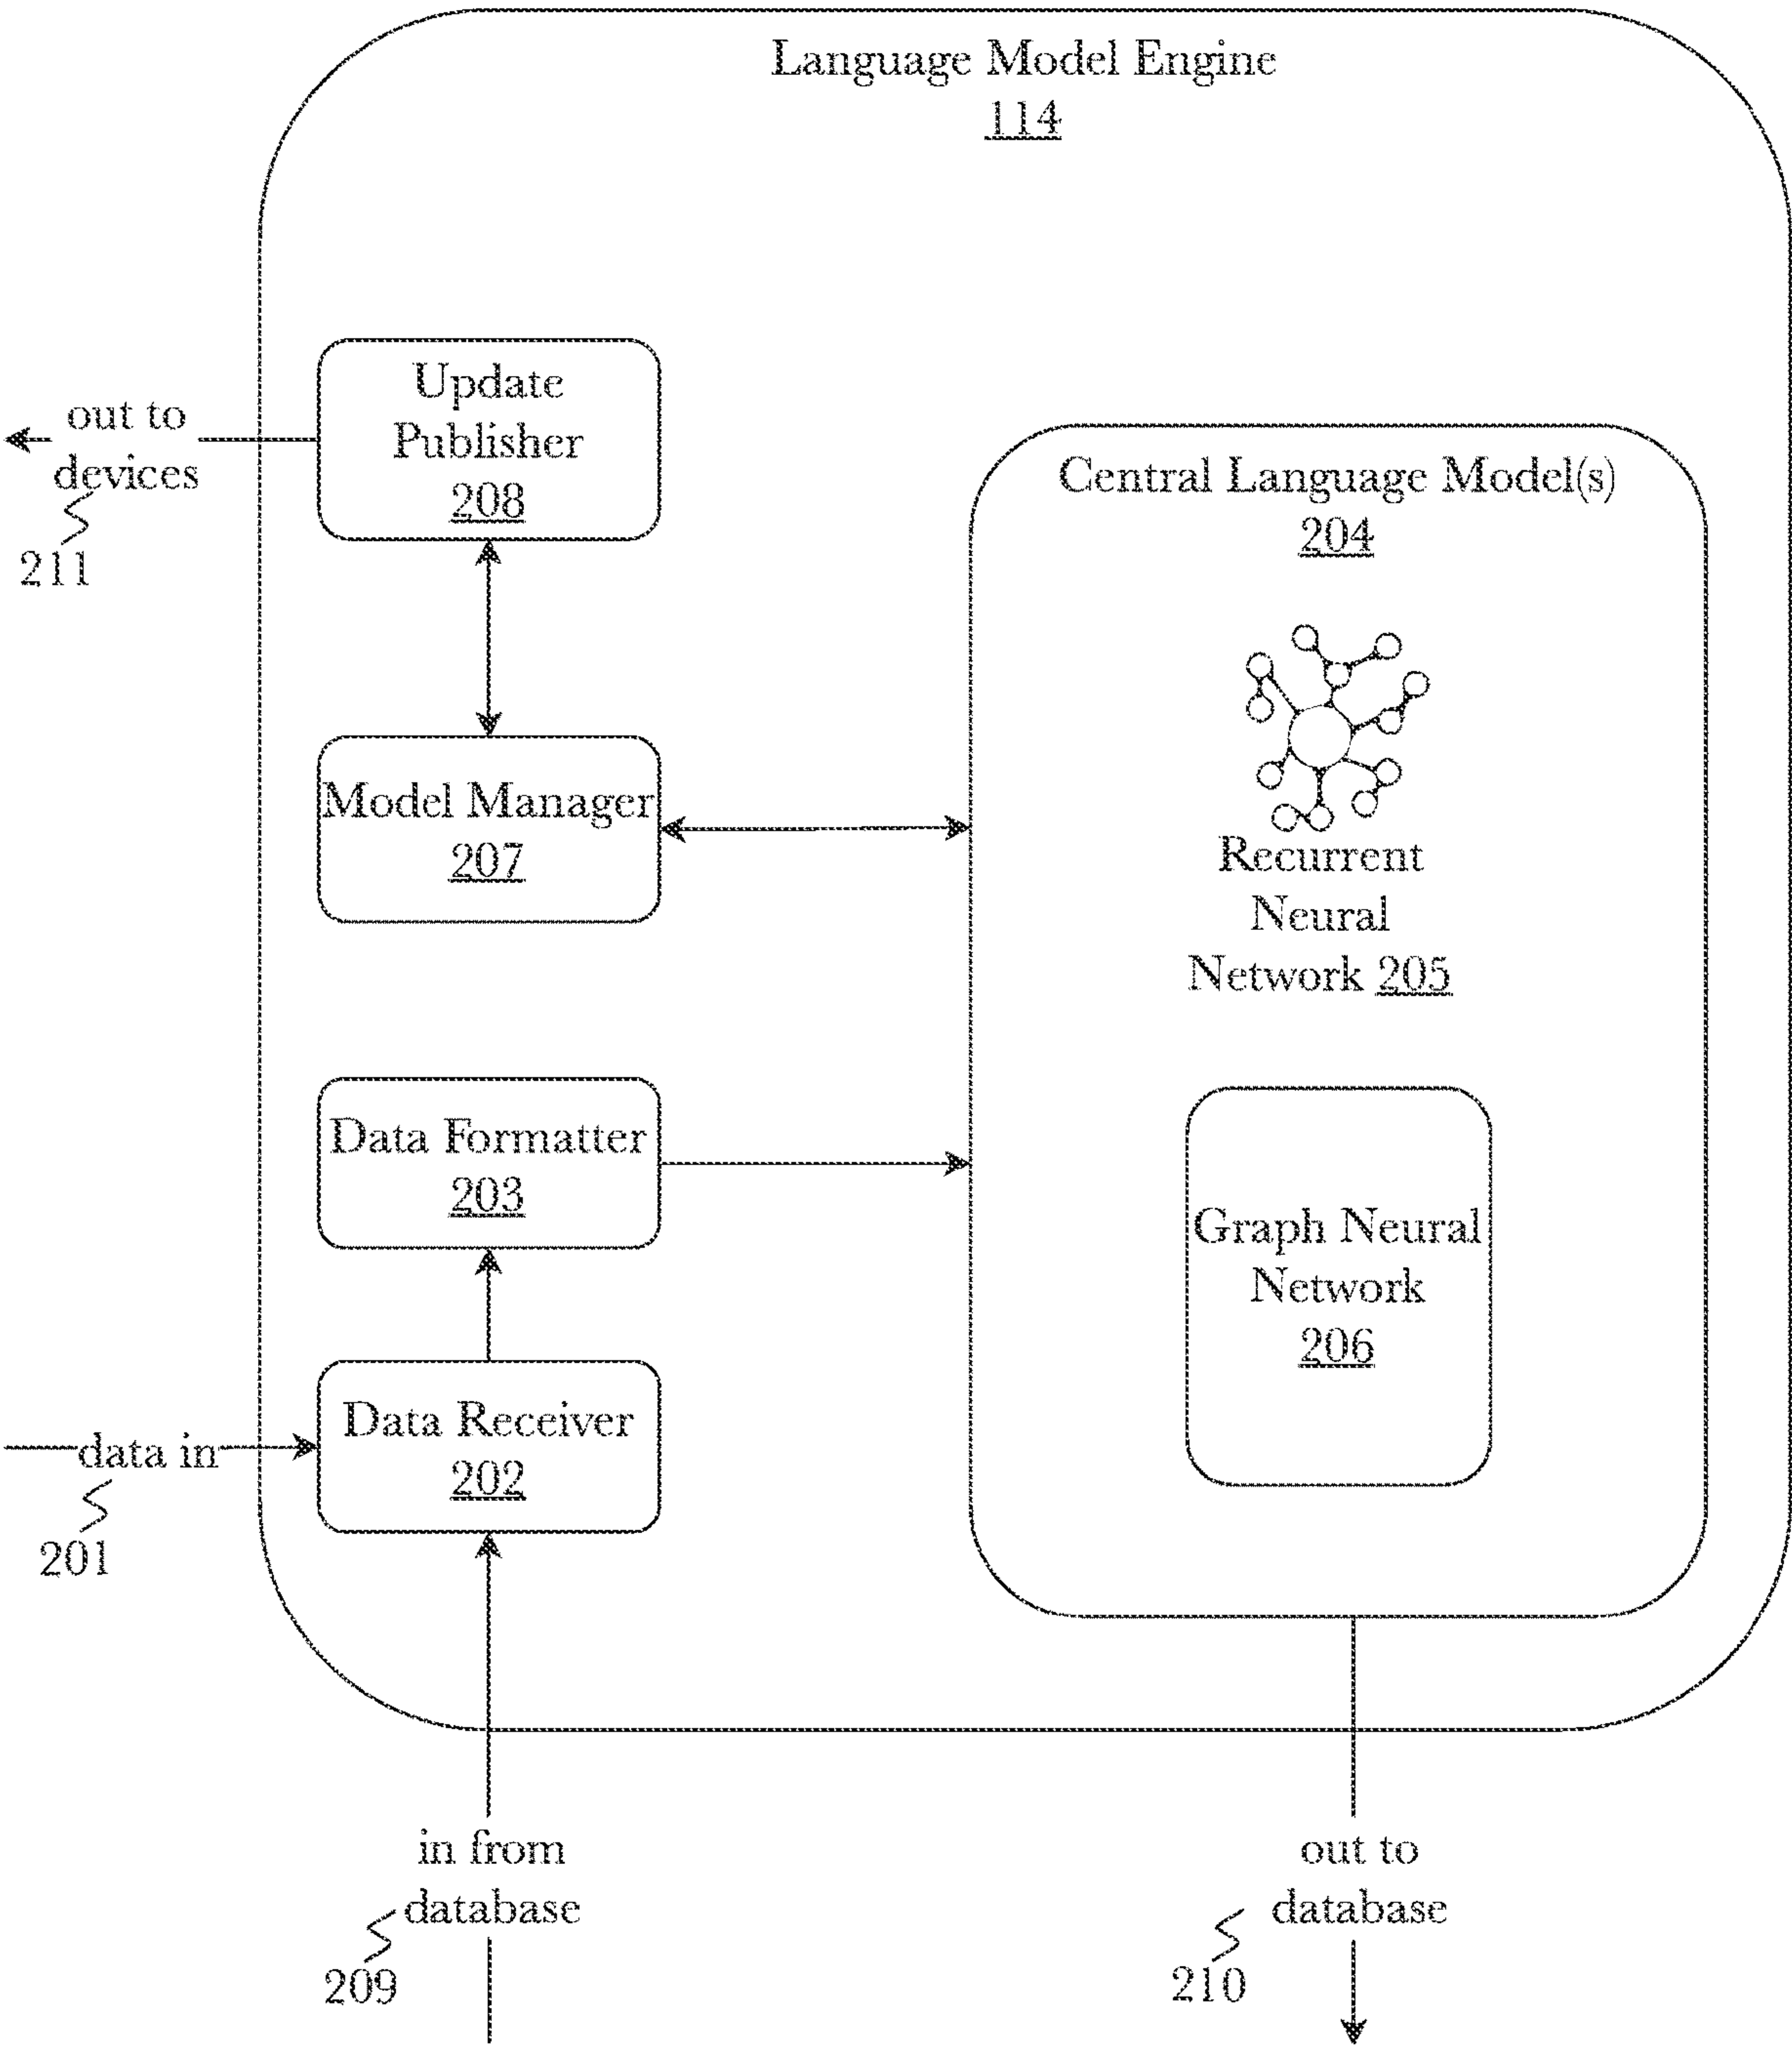 Language Model Engine
114
Update
Publisher
208
out to
devices
211
Central Language Model(s)
204
Model Manager
207
Recurrent
Neural
Network 205
Data Formatter
203
Graph Neural
Network
206
Data Receiver
202
data in
201
in from
database
209
out to
database
210